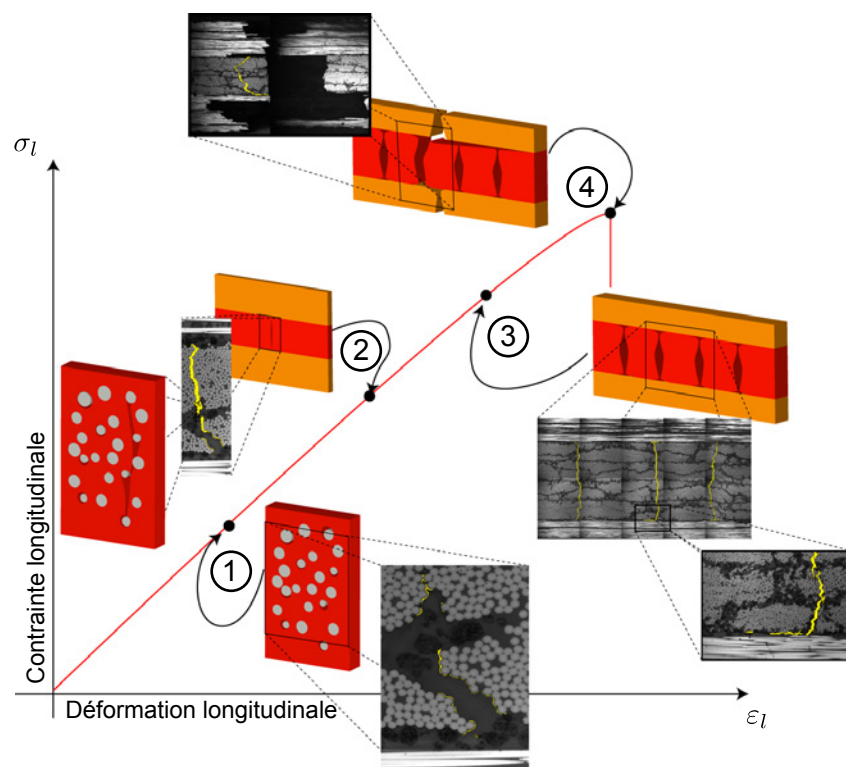 σ_l
4
3
2
1
Contrainte longitudinale
Déformation longitudinale
ε_l